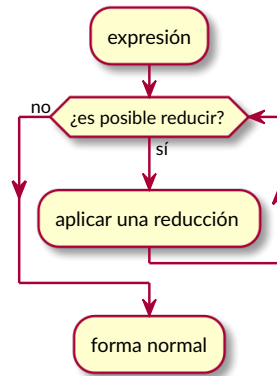 expresión
¿es posible reducir?
no
sí
aplicar una reducción
forma normal